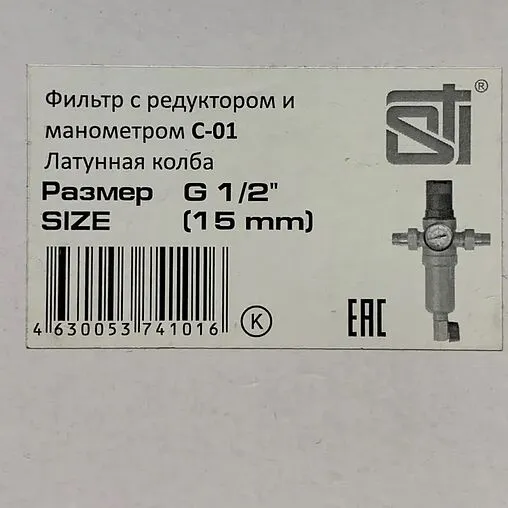 Фильтр с редуктором и
манометром С-01
Латунная колба
Размер G 1/2"
SIZE (15 mm)
4 630053 741016
K
EAC
sti ®